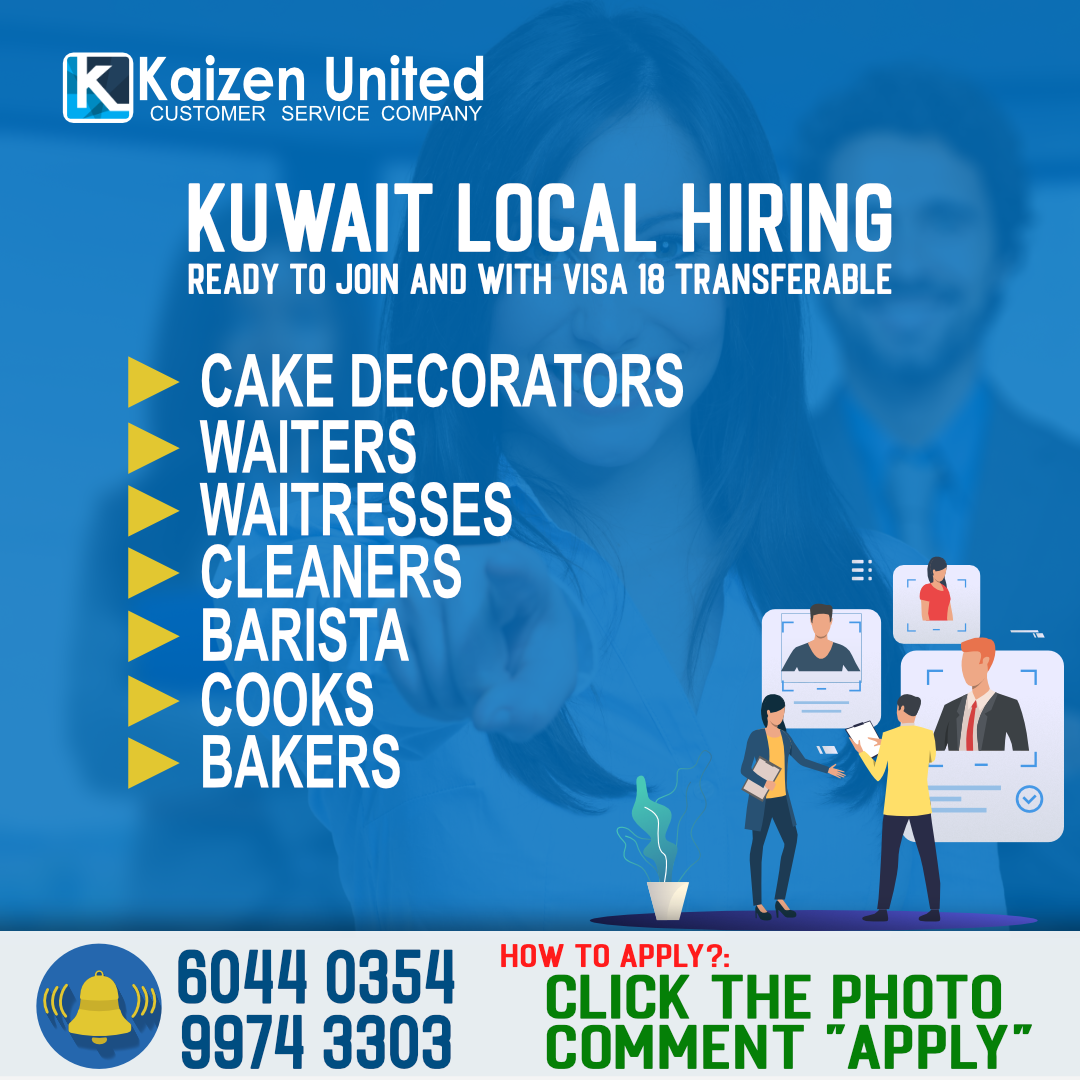 K Kaizen United
CUSTOMER SERVICE COMPANY
KUWAIT LOCAL HIRING
READY TO JOIN AND WITH VISA 18 TRANSFERABLE
CAKE DECORATORS
WAITERS
WAITRESSES
CLEANERS
BARISTA
COOKS
BAKERS
6044 0354
9974 3303
HOW TO APPLY?:
CLICK THE PHOTO
COMMENT "APPLY"